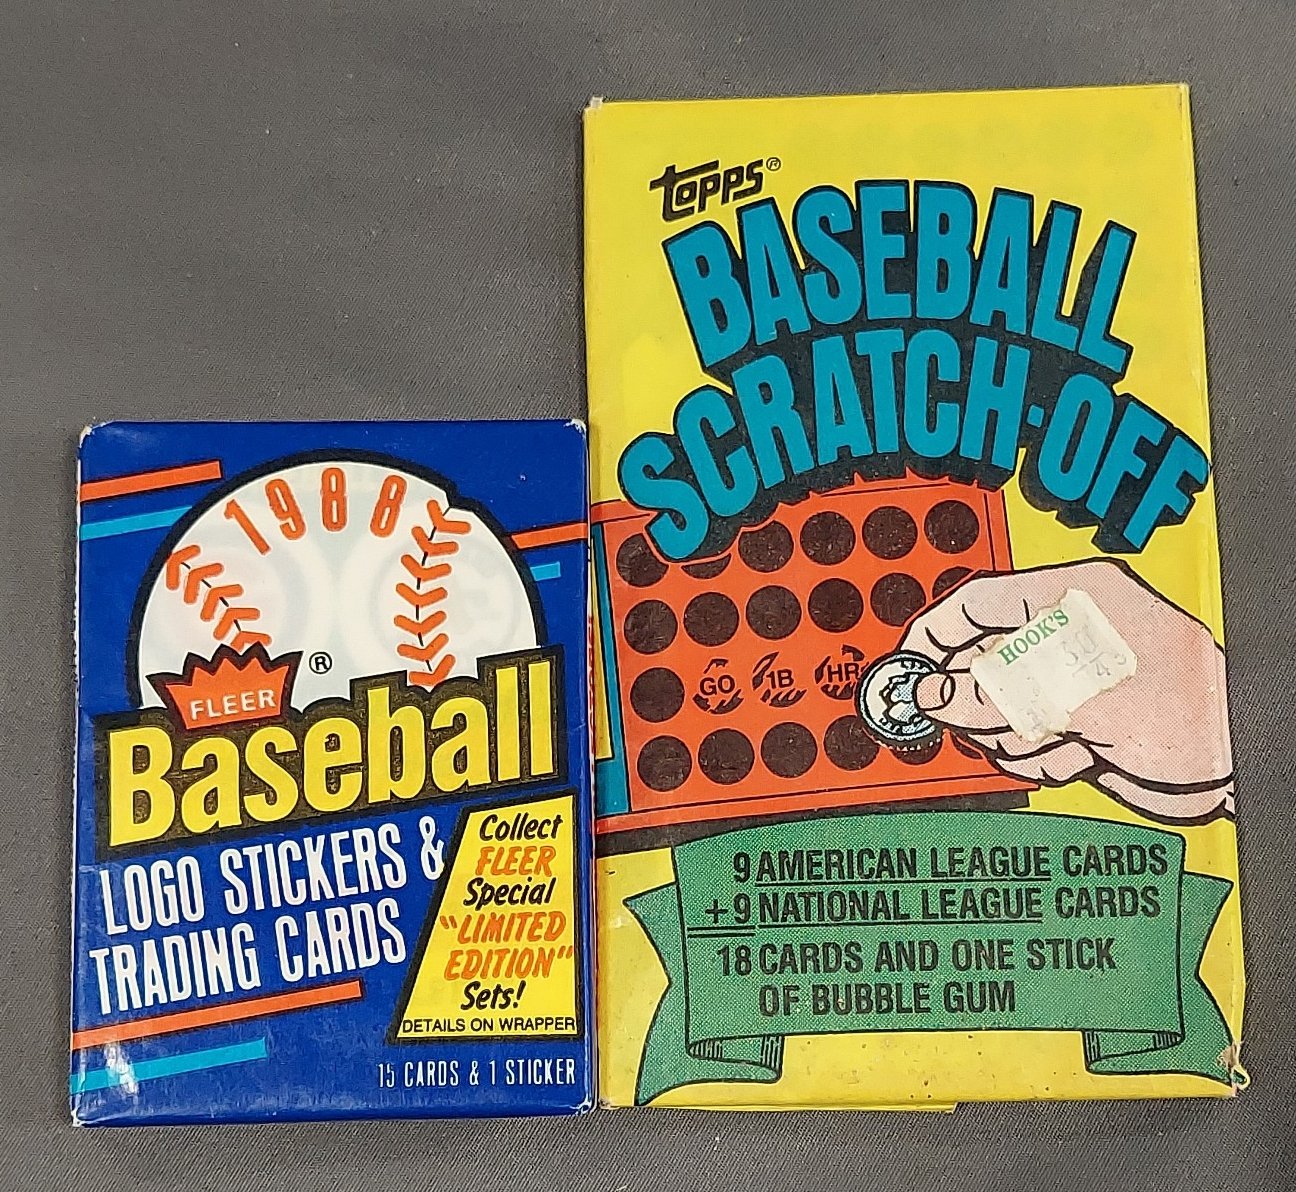 1988
FLEER®
Baseball
LOGO STICKERS &
TRADING CARDS
Collect
FLEER
Special
"LIMITED
EDITION"
Sets!
DETAILS ON WRAPPER
15 CARDS & 1 STICKER
topps®
BASEBALL
SCRATCH-OFF
GO 1B HR
HOOK'S
9 AMERICAN LEAGUE CARDS
+9 NATIONAL LEAGUE CARDS
18 CARDS AND ONE STICK
OF BUBBLE GUM